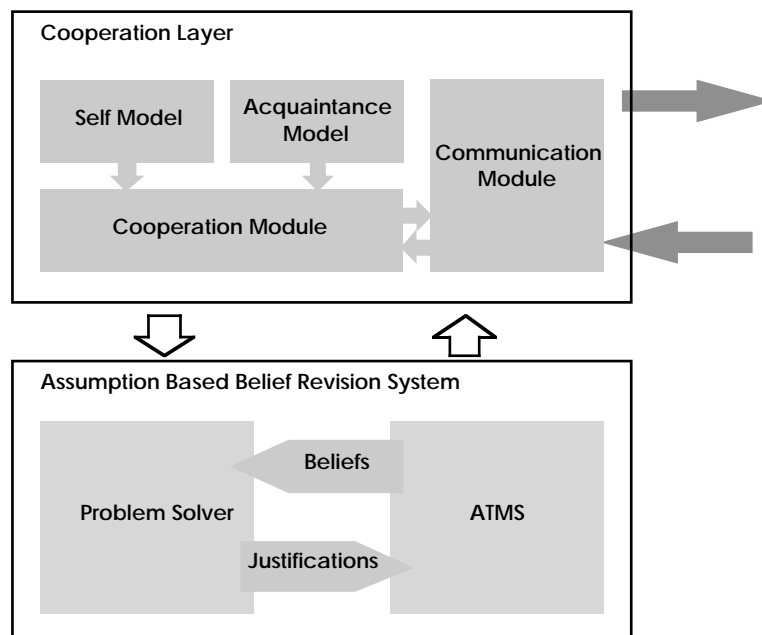 Cooperation Layer
Self Model
Acquaintance
Model
Communication
Module
Cooperation Module
Assumption Based Belief Revision System
Beliefs
Problem Solver
ATMS
Justifications